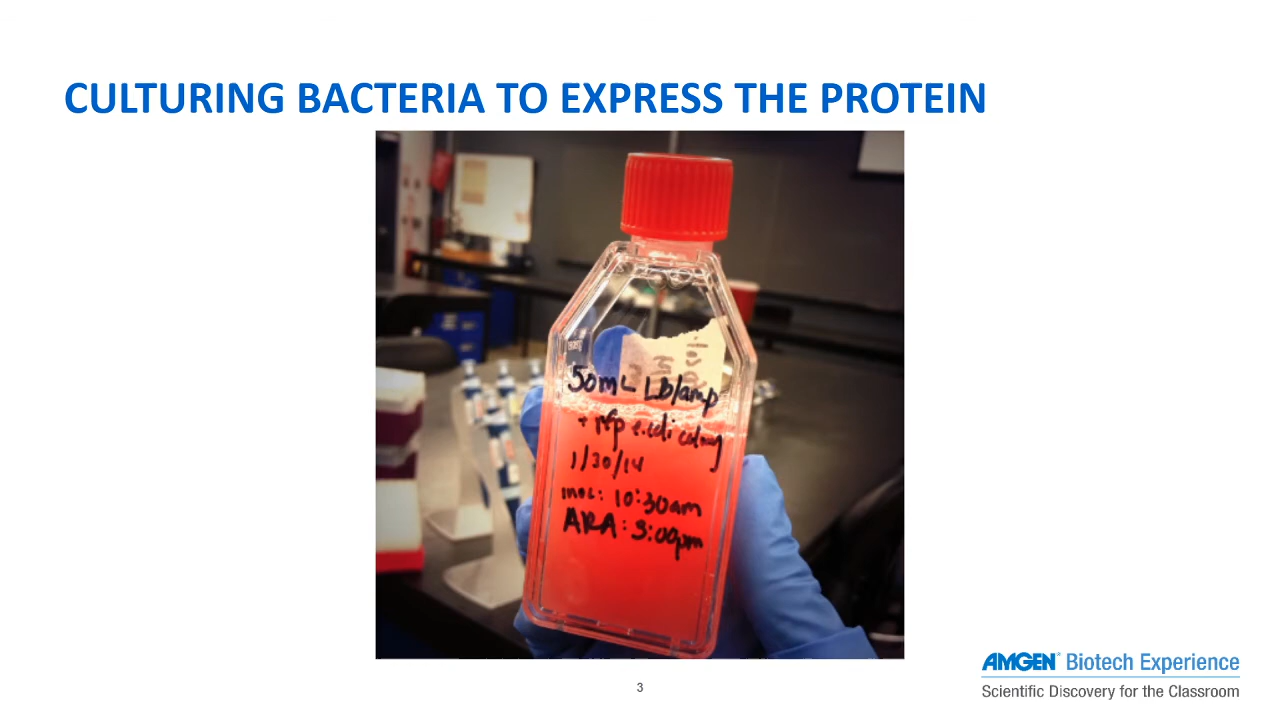 CULTURING BACTERIA TO EXPRESS THE PROTEIN
50mL LB/amp
+ rfp e.coli colony
1/30/14
inoc: 10:30am
ARA: 3:00pm
AMGEN® Biotech Experience
Scientific Discovery for the Classroom
3